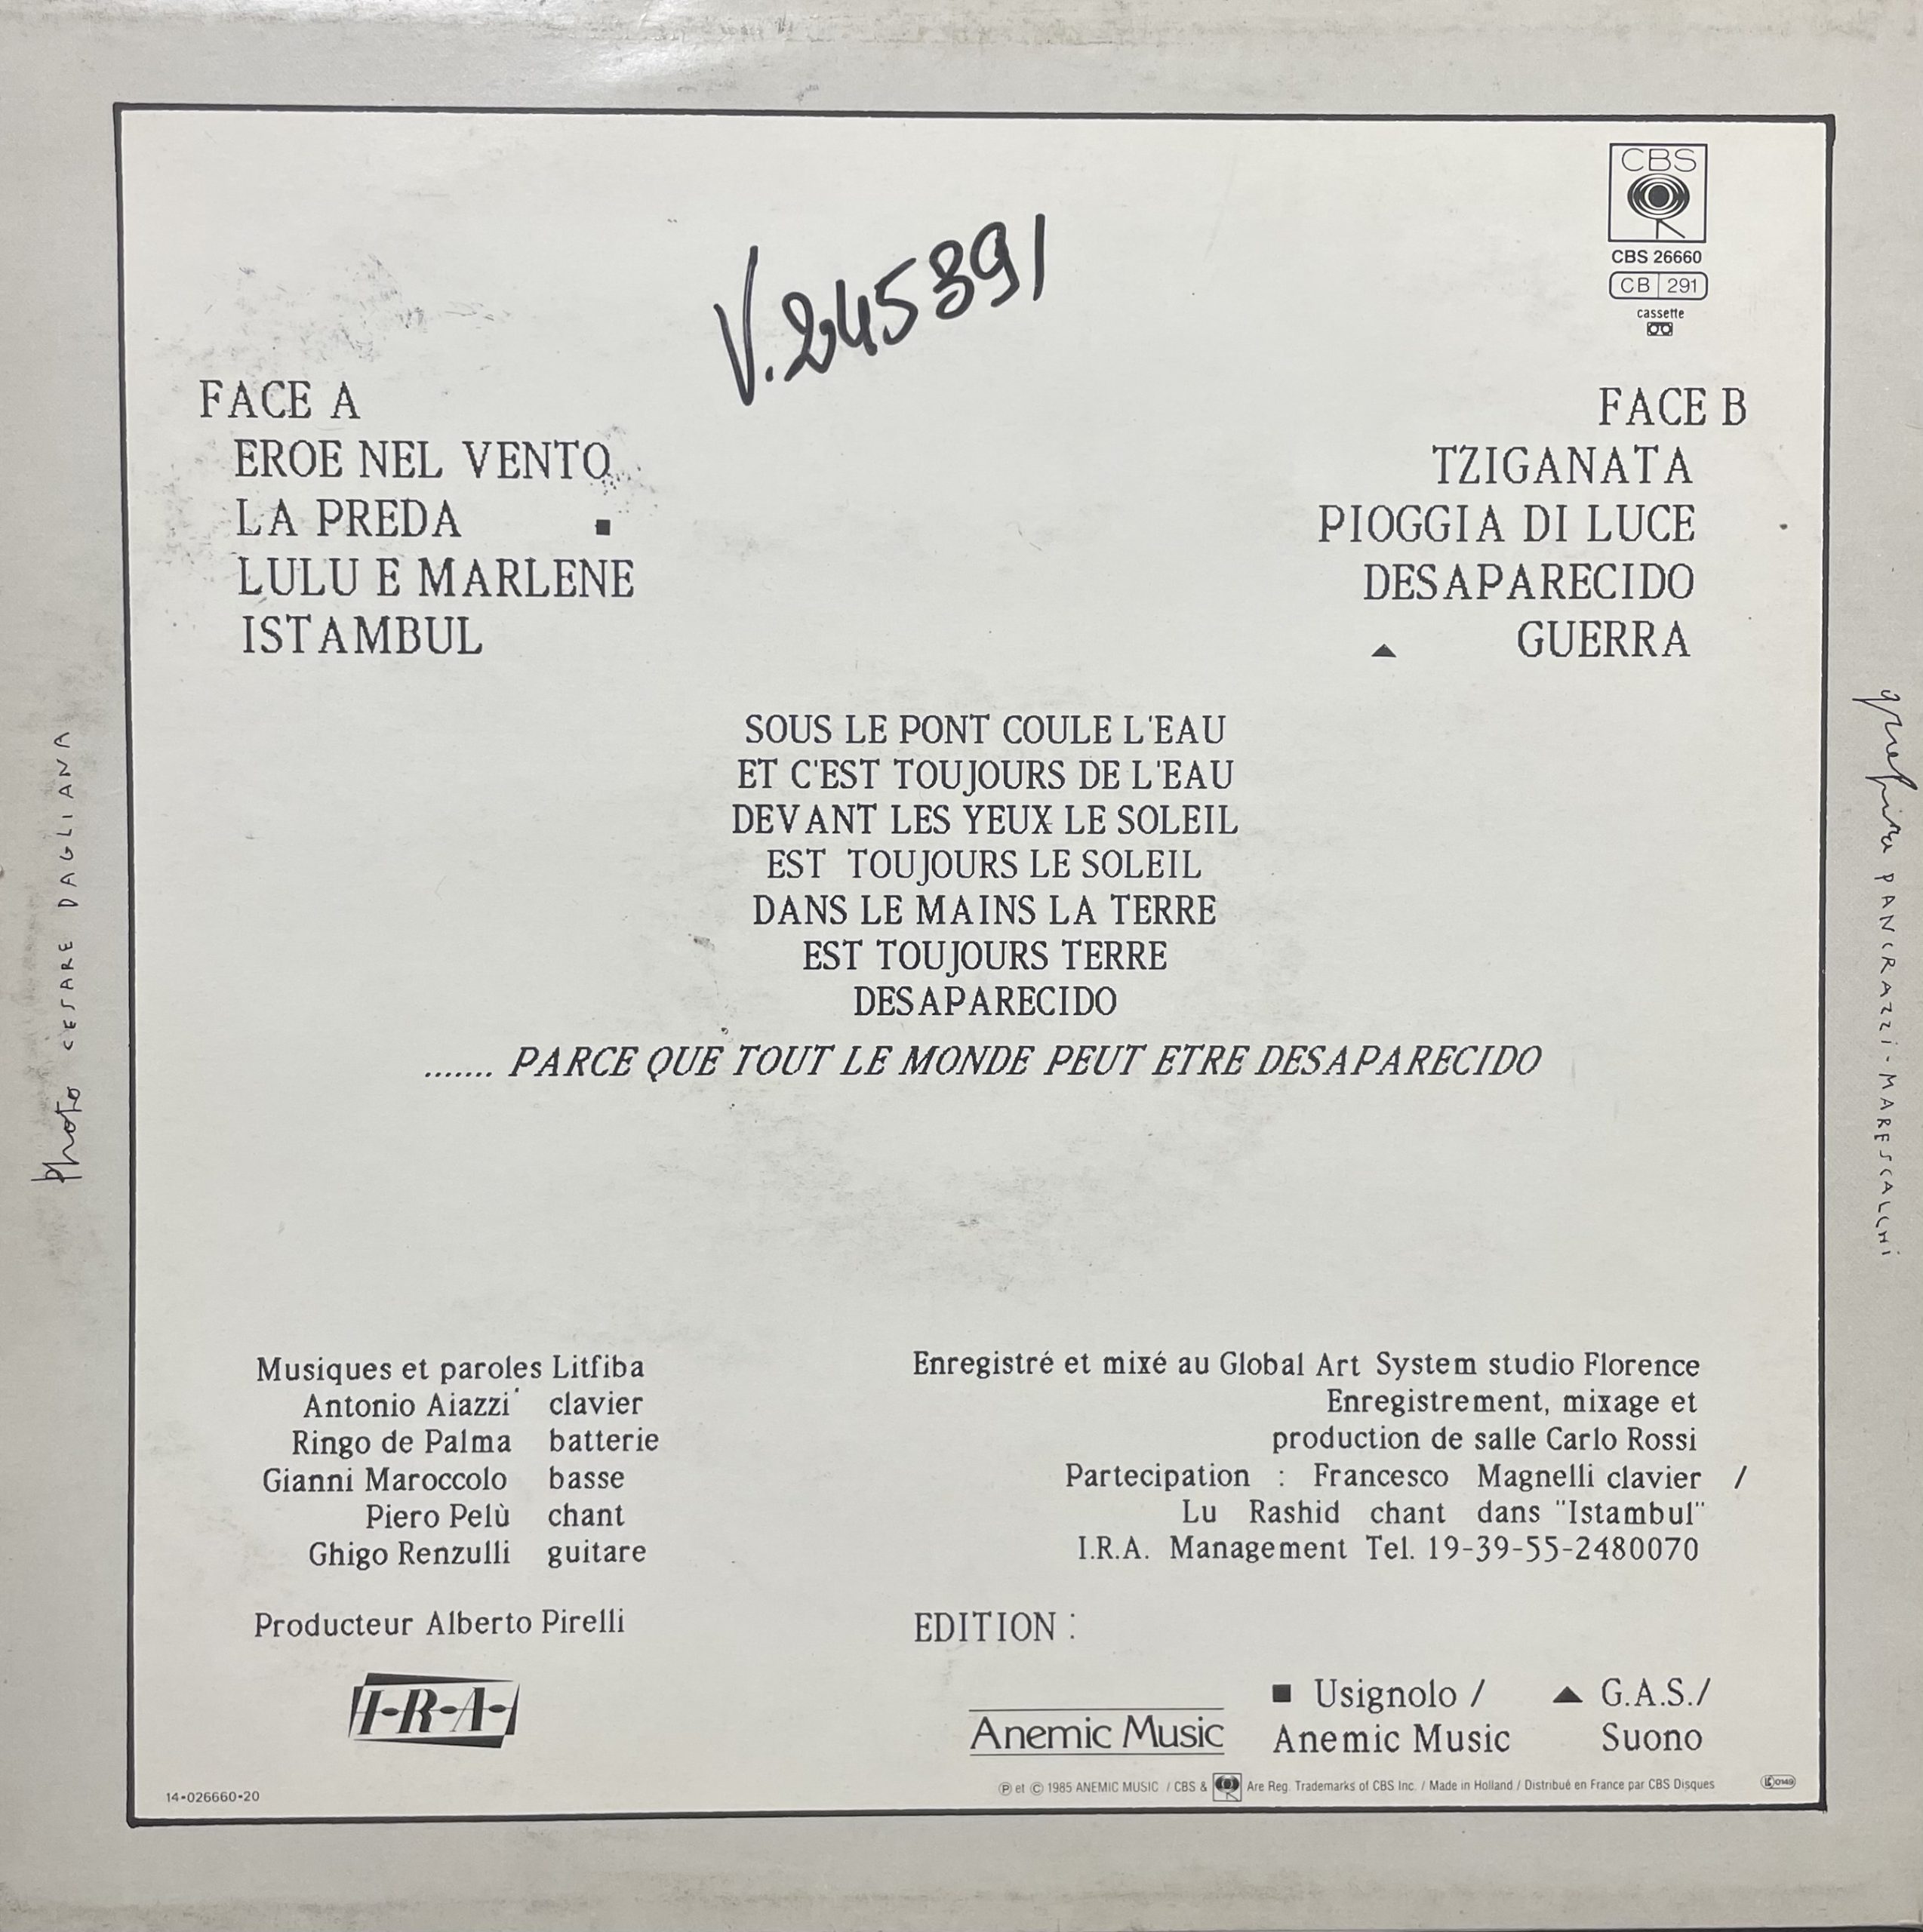 CBS
CBS 26660
CB 291
cassette
V.245391
FACE A
EROE NEL VENTO
LA PREDA ■
LULU E MARLENE
ISTAMBUL
FACE B
TZIGANATA
PIOGGIA DI LUCE
DESAPARECIDO
▲ GUERRA
SOUS LE PONT COULE L'EAU
ET C'EST TOUJOURS DE L'EAU
DEVANT LES YEUX LE SOLEIL
EST TOUJOURS LE SOLEIL
DANS LE MAINS LA TERRE
EST TOUJOURS TERRE
DESAPARECIDO
....... PARCE QUE TOUT LE MONDE PEUT ETRE DESAPARECIDO
Photo CESARE DAGLIANA
grafica PANCRAZZI-MARESCALCHI
Musiques et paroles Litfiba
Antonio Aiazzi clavier
Ringo de Palma batterie
Gianni Maroccolo basse
Piero Pelù chant
Ghigo Renzulli guitare
Producteur Alberto Pirelli
I·R·A·
Enregistré et mixé au Global Art System studio Florence
Enregistrement, mixage et
production de salle Carlo Rossi
Partecipation : Francesco Magnelli clavier /
Lu Rashid chant dans "Istambul"
I.R.A. Management Tel. 19-39-55-2480070
EDITION :
Anemic Music
■ Usignolo /
Anemic Music
▲ G.A.S./
Suono
14-026660-20
℗ et © 1985 ANEMIC MUSIC / CBS & Are Reg. Trademarks of CBS Inc. / Made in Holland / Distribué en France par CBS Disques
LC 0149